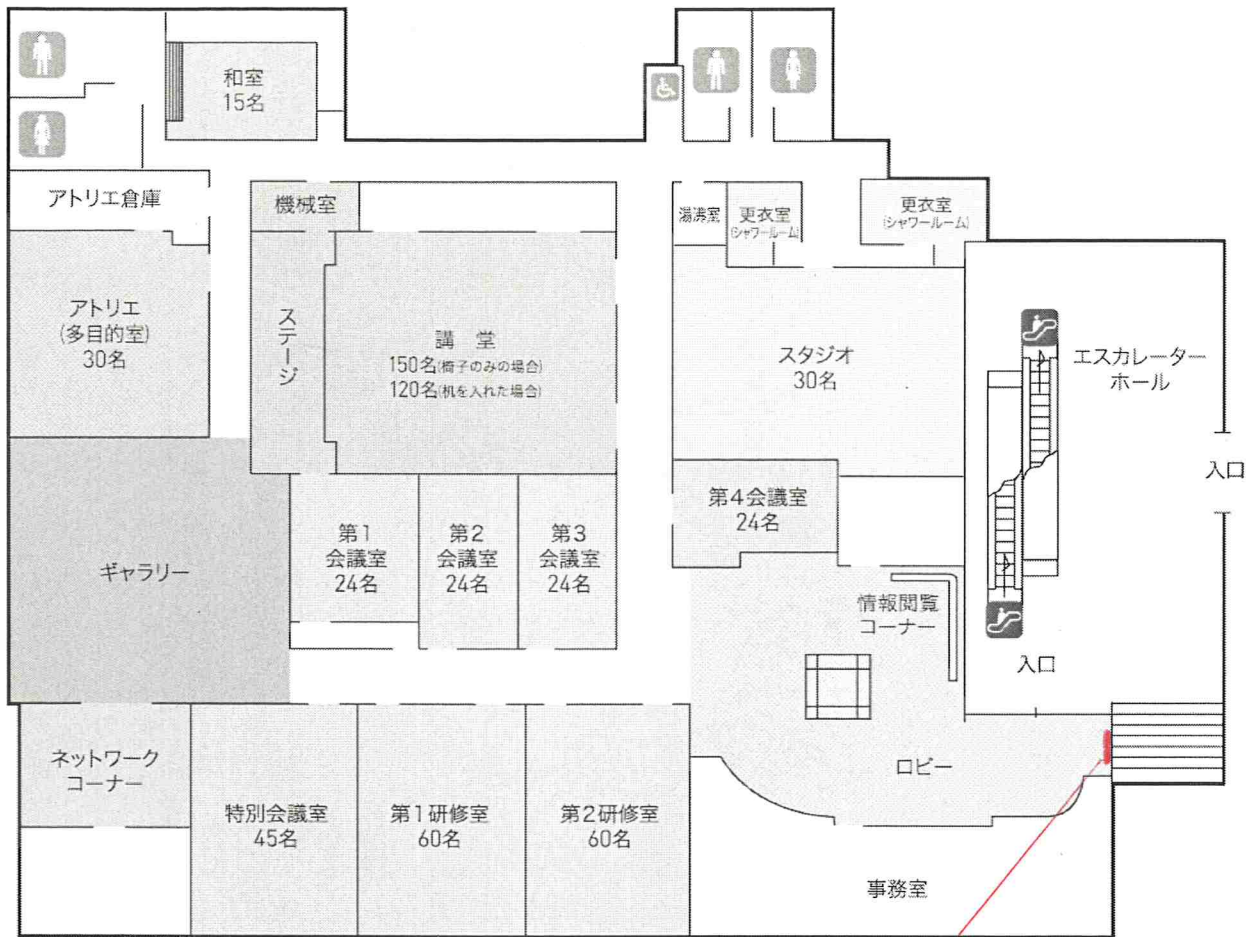 和室
15名
アトリエ倉庫
機械室
湯沸室
更衣室
(シャワールーム)
更衣室
(シャワールーム)
アトリエ
(多目的室)
30名
ステージ
講 堂
150名(椅子のみの場合)
120名(机を入れた場合)
スタジオ
30名
エスカレーター
ホール
入口
第4会議室
24名
第1
会議室
24名
第2
会議室
24名
第3
会議室
24名
ギャラリー
情報閲覧
コーナー
入口
ネットワーク
コーナー
特別会議室
45名
第1研修室
60名
第2研修室
60名
ロビー
事務室